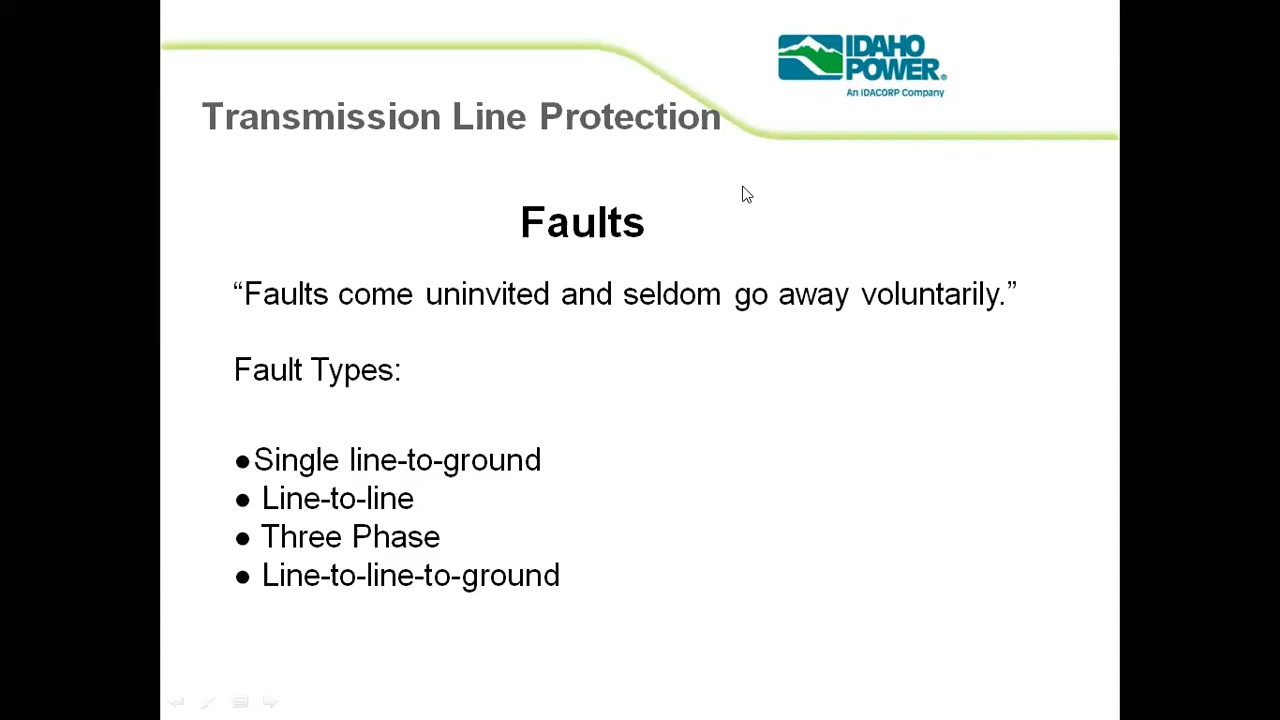 IDAHO
POWER®
An IDACORP Company
Transmission Line Protection
Faults
“Faults come uninvited and seldom go away voluntarily.”
Fault Types:
●Single line-to-ground
● Line-to-line
● Three Phase
● Line-to-line-to-ground